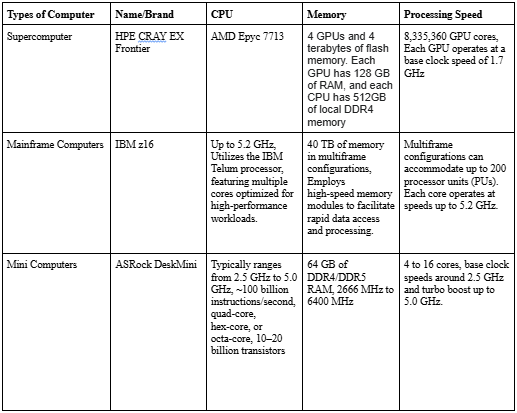 Types of Computer
Name/Brand
CPU
Memory
Processing Speed
Supercomputer
HPE CRAY EX
Frontier
AMD Epyc 7713
4 GPUs and 4
terabytes of flash
memory. Each
GPU has 128 GB
of RAM, and each
CPU has 512GB
of local DDR4
memory
8,335,360 GPU cores,
Each GPU operates at a
base clock speed of 1.7
GHz
Mainframe Computers
IBM z16
Up to 5.2 GHz,
Utilizes the IBM
Telum processor,
featuring multiple
cores optimized for
high-performance
workloads.
40 TB of memory
in multiframe
configurations,
Employs
high-speed memory
modules to facilitate
rapid data access
and processing.
Multiframe
configurations can
accommodate up to 200
processor units (PUs).
Each core operates at
speeds up to 5.2 GHz.
Mini Computers
ASRock DeskMini
Typically ranges
from 2.5 GHz to 5.0
GHz, ~100 billion
instructions/second,
quad-core,
hex-core, or
octa-core, 10–20
billion transistors
64 GB of
DDR4/DDR5
RAM, 2666 MHz to
6400 MHz
4 to 16 cores, base clock
speeds around 2.5 GHz
and turbo boost up to
5.0 GHz.